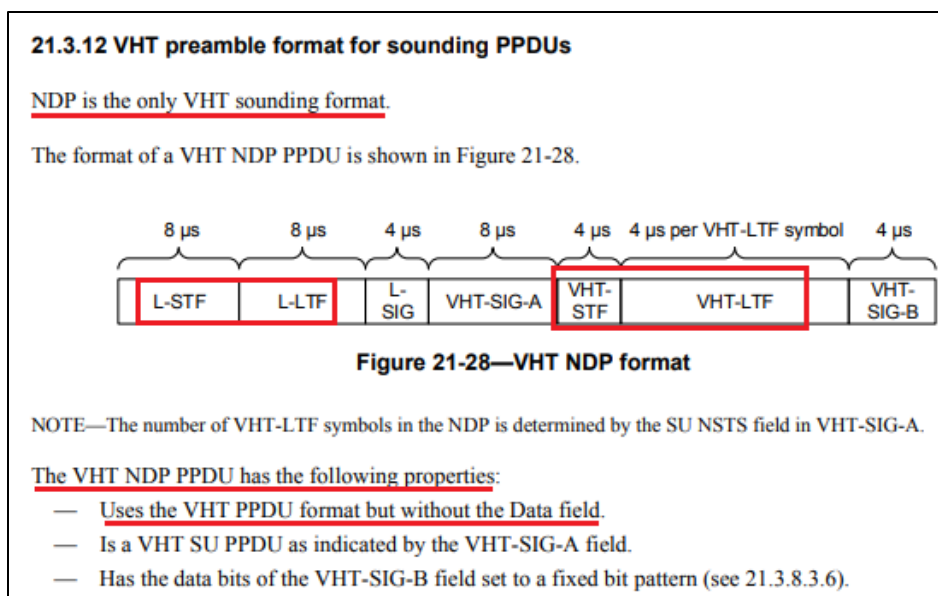 21.3.12 VHT preamble format for sounding PPDUs
NDP is the only VHT sounding format.
The format of a VHT NDP PPDU is shown in Figure 21-28.
8 µs 8 µs 4 µs 8 µs 4 µs 4 µs per VHT-LTF symbol 4 µs
L-STF L-LTF L-SIG VHT-SIG-A VHT-STF VHT-LTF VHT-SIG-B
Figure 21-28—VHT NDP format
NOTE—The number of VHT-LTF symbols in the NDP is determined by the SU NSTS field in VHT-SIG-A.
The VHT NDP PPDU has the following properties:
— Uses the VHT PPDU format but without the Data field.
— Is a VHT SU PPDU as indicated by the VHT-SIG-A field.
— Has the data bits of the VHT-SIG-B field set to a fixed bit pattern (see 21.3.8.3.6).